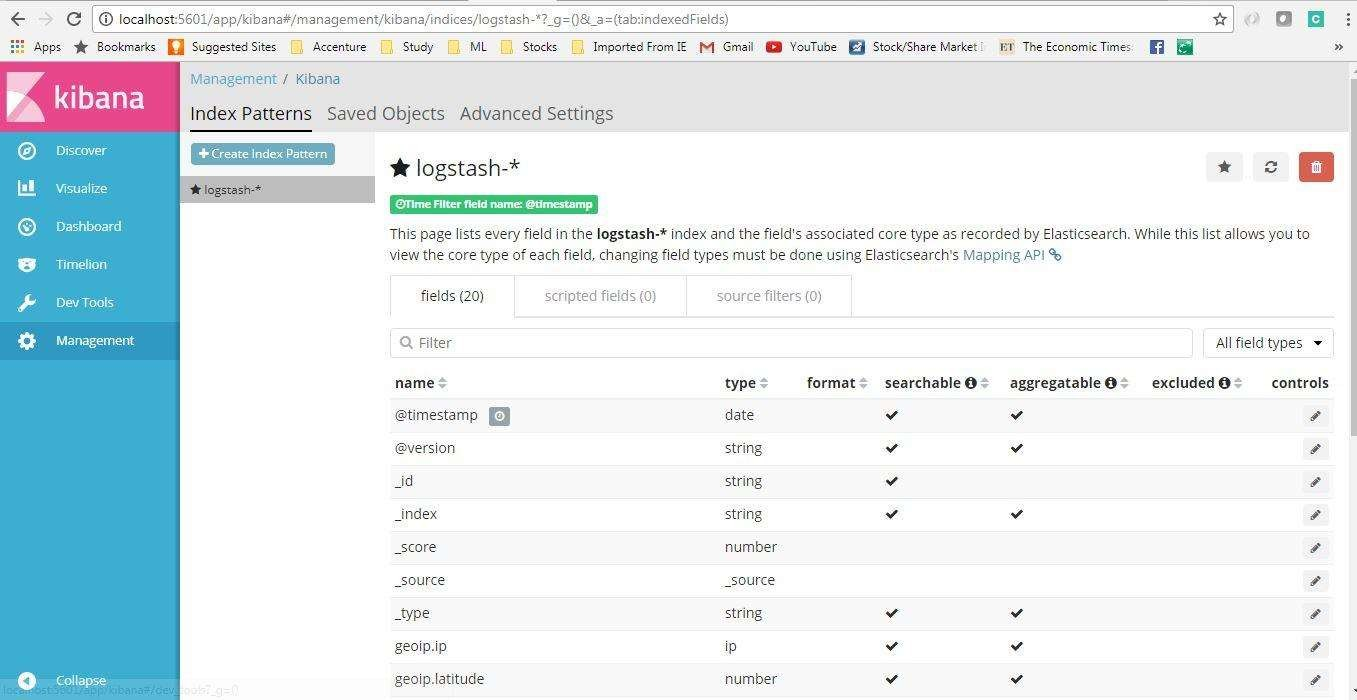 localhost:5601/app/kibana#/management/kibana/indices/logstash-*?_g=()&_a=(tab:indexedFields)
Apps Bookmarks Suggested Sites Accenture Study ML Stocks Imported From IE Gmail YouTube Stock/Share Market I ET The Economic Times: »
kibana
Discover
Visualize
Dashboard
Timelion
Dev Tools
Management
Collapse
localhost:5601/app/kibana#/dev_tools?_g=()
Management / Kibana
Index Patterns Saved Objects Advanced Settings
+ Create Index Pattern
★ logstash-*
★ logstash-*
Time Filter field name: @timestamp
This page lists every field in the logstash-* index and the field's associated core type as recorded by Elasticsearch. While this list allows you to
view the core type of each field, changing field types must be done using Elasticsearch's Mapping API
fields (20) scripted fields (0) source filters (0)
Filter All field types
name type format searchable aggregatable excluded controls
@timestamp date ✔ ✔
@version string ✔ ✔
_id string ✔
_index string ✔ ✔
_score number
_source _source
_type string ✔ ✔
geoip.ip ip ✔ ✔
geoip.latitude number ✔ ✔